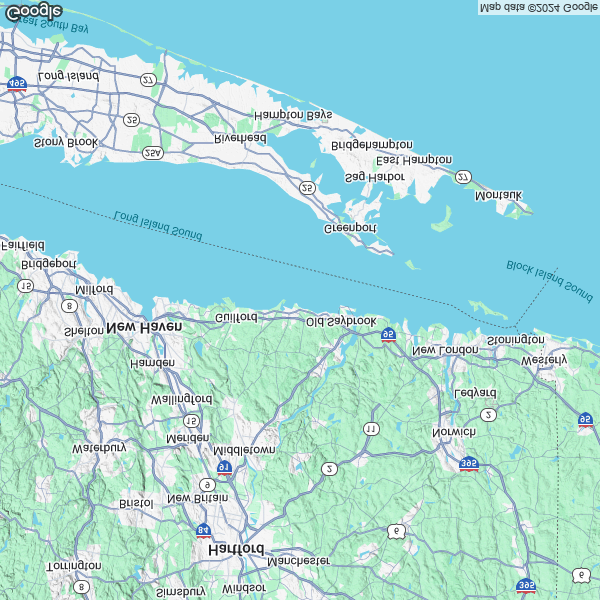 Google
Map data ©2024 Google
Great South Bay
Long Island
495
27
Hampton Bays
25
Riverhead
Stony Brook
25A
Bridgehampton
East Hampton
Sag Harbor
27
25
Montauk
Long Island Sound
Greenport
Fairfield
Bridgeport
Block Island Sound
15
Milford
8
Guilford
Old Saybrook
Shelton
New Haven
95
Stonington
New London
Westerly
Hamden
Ledyard
Wallingford
2
15
11
95
Meriden
Norwich
Waterbury
Middletown
91
2
395
9
New Britain
Bristol
84
6
Hartford
Manchester
Torrington
6
8
Windsor
395
Simsbury